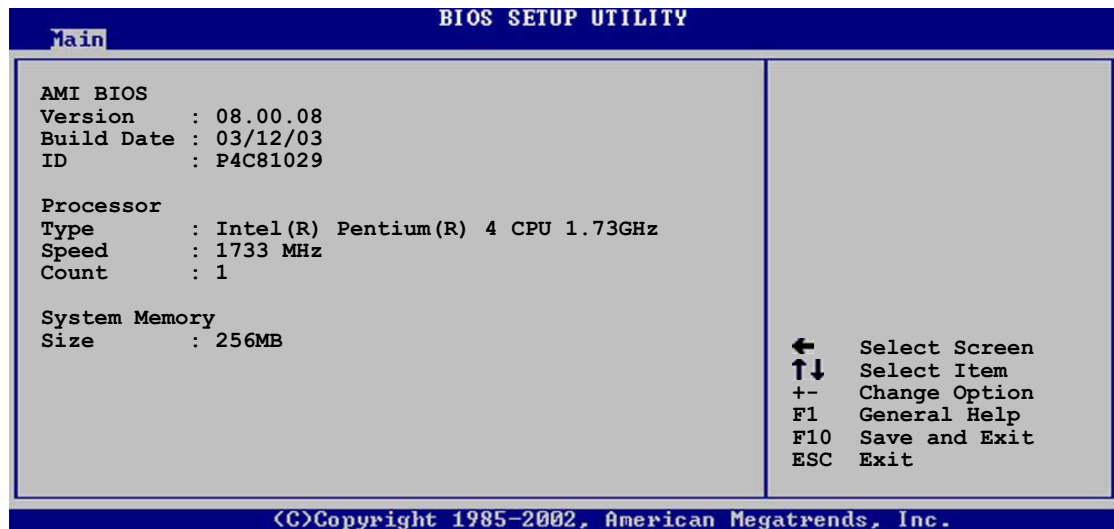 BIOS SETUP UTILITY
Main
AMI BIOS
Version : 08.00.08
Build Date : 03/12/03
ID : P4C81029
Processor
Type : Intel(R) Pentium(R) 4 CPU 1.73GHz
Speed : 1733 MHz
Count : 1
System Memory
Size : 256MB
← Select Screen
↑↓ Select Item
+- Change Option
F1 General Help
F10 Save and Exit
ESC Exit
(C)Copyright 1985-2002, American Megatrends, Inc.